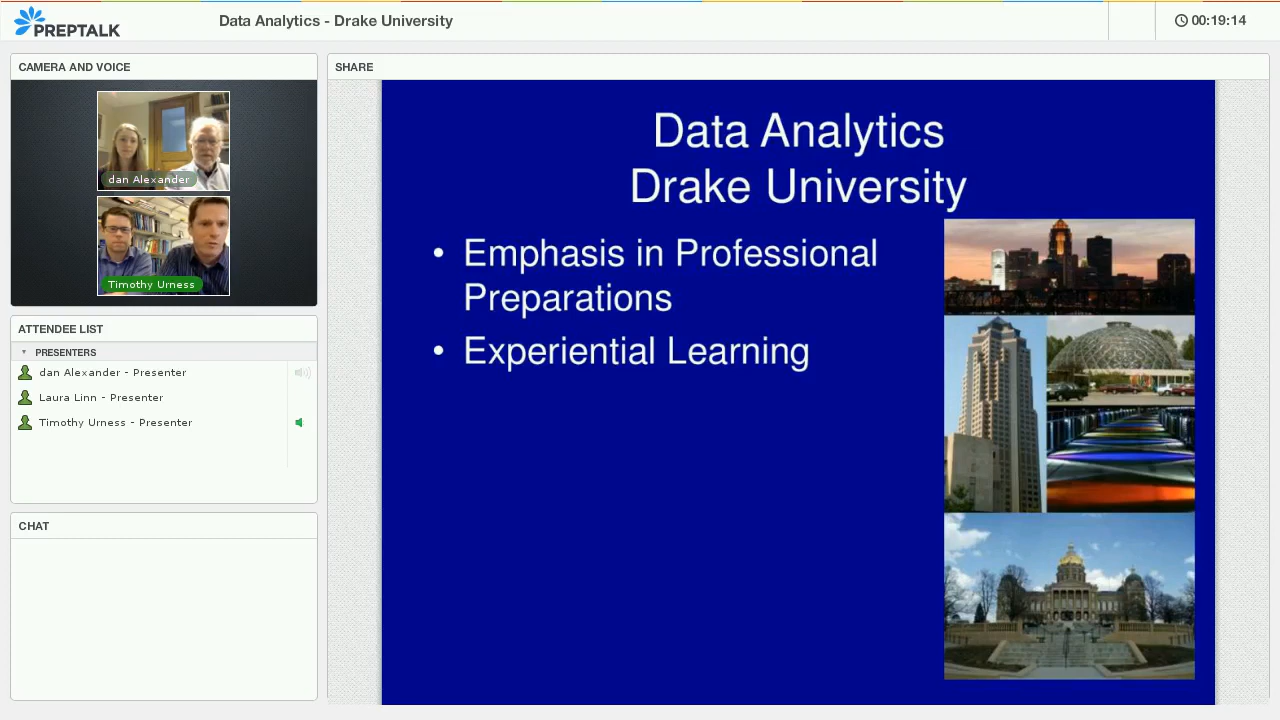 PREPTALK
Data Analytics - Drake University
00:19:14
CAMERA AND VOICE
dan Alexander
Timothy Urness
ATTENDEE LIST
PRESENTERS
dan Alexander - Presenter
Laura Linn - Presenter
Timothy Urness - Presenter
CHAT
SHARE
Data Analytics
Drake University
• Emphasis in Professional
Preparations
• Experiential Learning